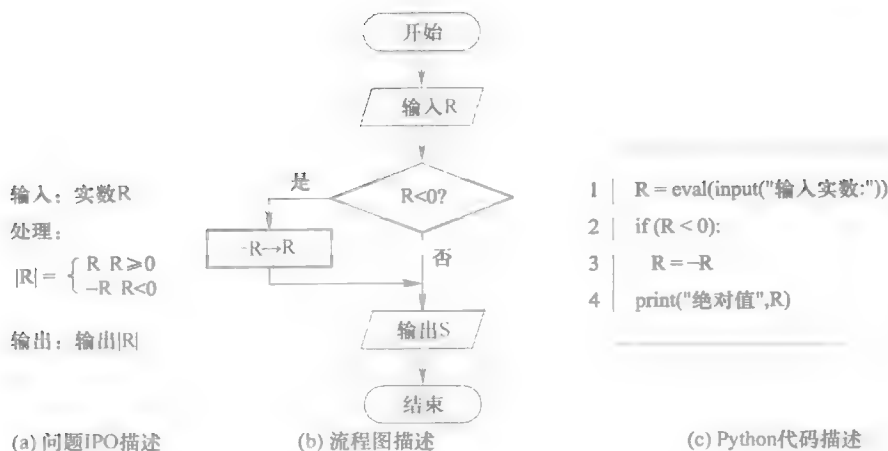 开始
输入R
是
R<0?
-R→R
否
输出S
结束
输入：实数R
处理：
|R| = { R R≥0
−R R<0
输出：输出|R|
1 R = eval(input("输入实数:"))
2 if (R < 0):
3 R = −R
4 print("绝对值",R)
(a) 问题IPO描述
(b) 流程图描述
(c) Python代码描述